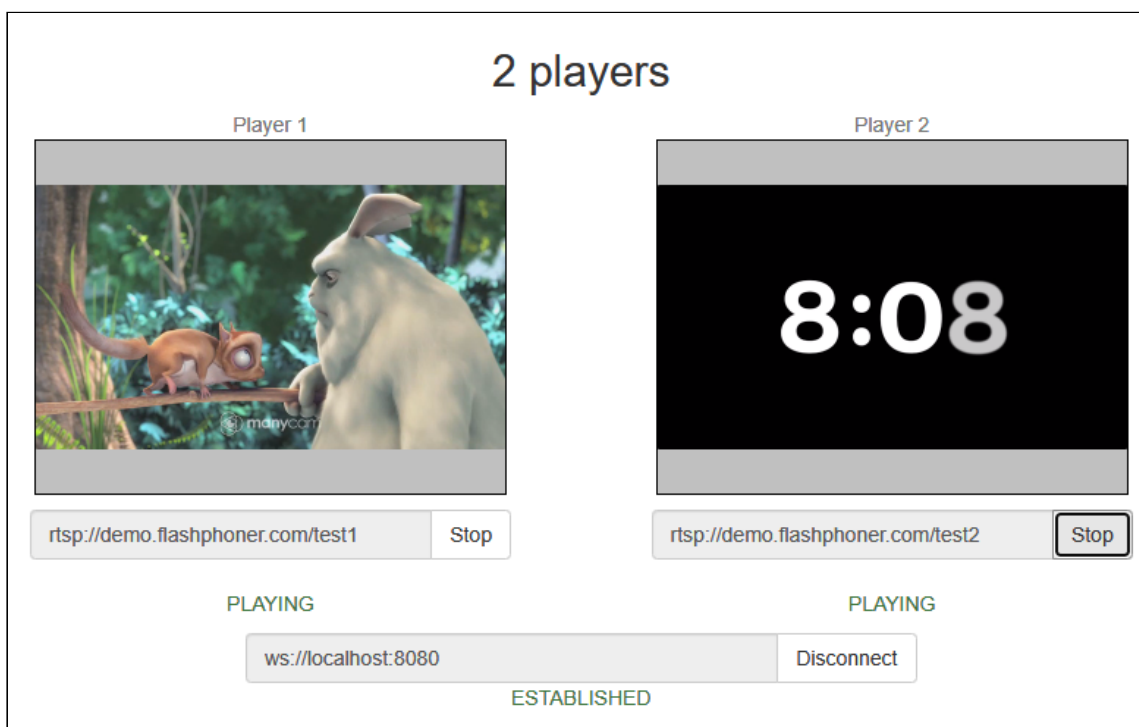 2 players
Player 1
Player 2
manycam
8:08
rtsp://demo.flashphoner.com/test1
Stop
rtsp://demo.flashphoner.com/test2
Stop
PLAYING
PLAYING
ws://localhost:8080
Disconnect
ESTABLISHED